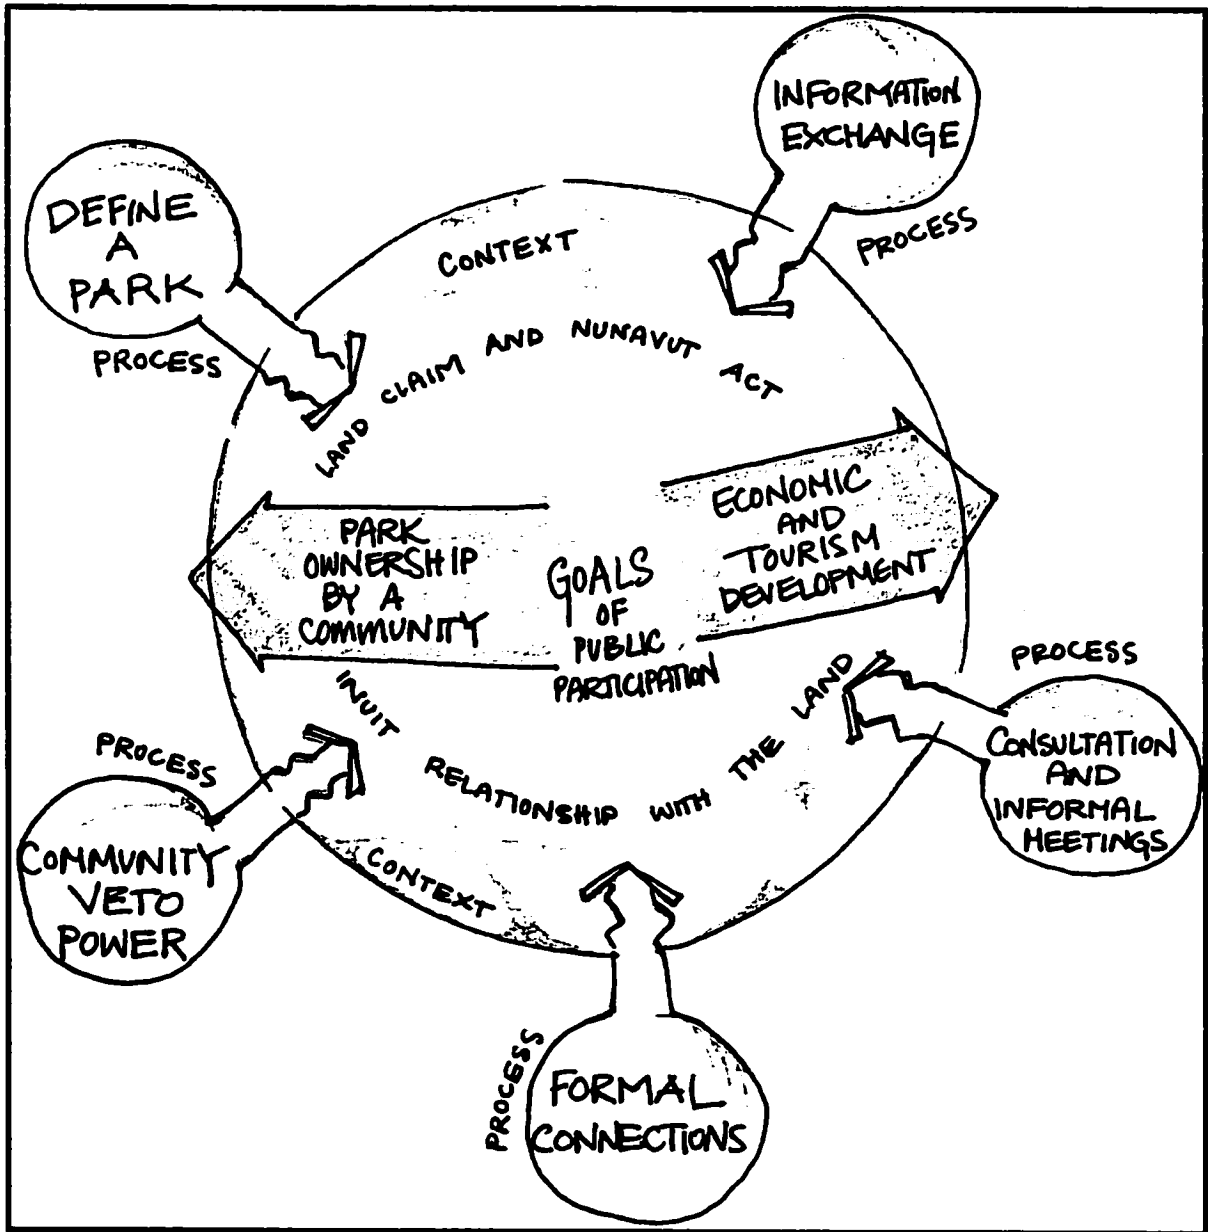 INFORMATION
EXCHANGE
PROCESS
DEFINE
A
PARK
PROCESS
CONTEXT
LAND CLAIM AND NUNAVUT ACT
PARK
OWNERSHIP
BY A
COMMUNITY
GOALS
OF
PUBLIC
PARTICIPATION
ECONOMIC
AND
TOURISM
DEVELOPMENT
INUIT RELATIONSHIP WITH THE LAND
CONTEXT
PROCESS
CONSULTATION
AND
INFORMAL
MEETINGS
PROCESS
COMMUNITY
VETO
POWER
PROCESS
FORMAL
CONNECTIONS